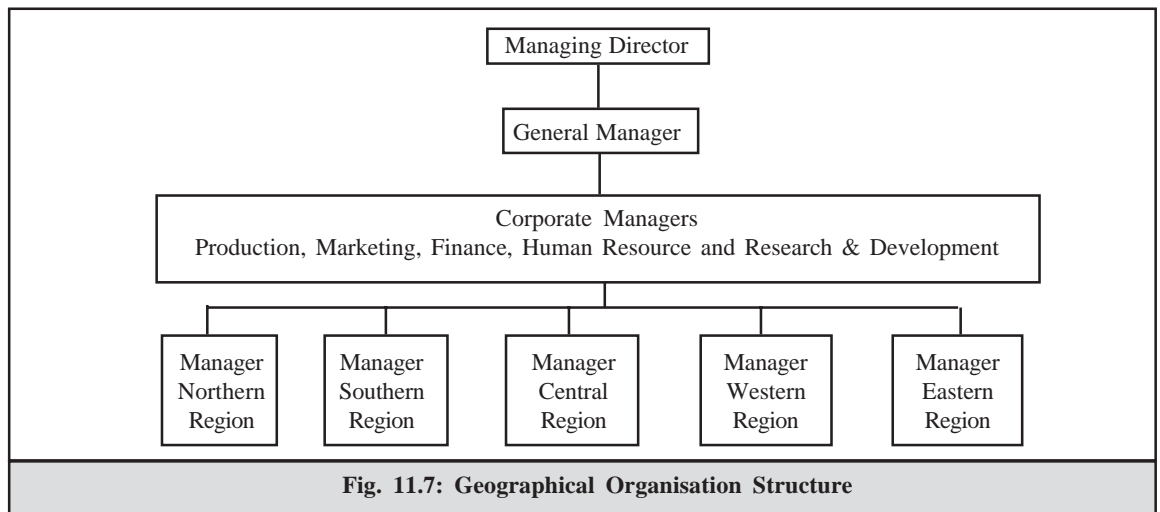 Managing Director
General Manager
Corporate Managers
Production, Marketing, Finance, Human Resource and Research & Development
Manager
Northern
Region
Manager
Southern
Region
Manager
Central
Region
Manager
Western
Region
Manager
Eastern
Region
Fig. 11.7: Geographical Organisation Structure